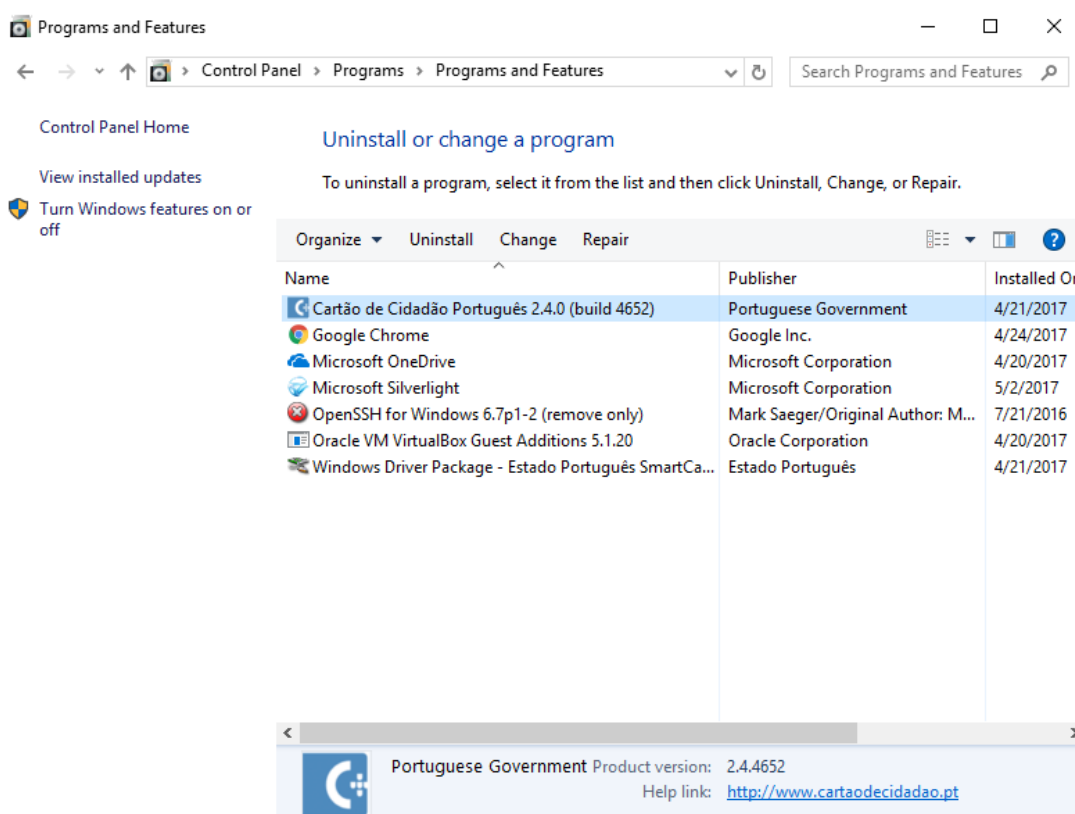 Programs and Features
Control Panel > Programs > Programs and Features
Search Programs and Features
Control Panel Home
View installed updates
Turn Windows features on or
off
Uninstall or change a program
To uninstall a program, select it from the list and then click Uninstall, Change, or Repair.
Organize Uninstall Change Repair
Name Publisher Installed O
Cartão de Cidadão Português 2.4.0 (build 4652) Portuguese Government 4/21/2017
Google Chrome Google Inc. 4/24/2017
Microsoft OneDrive Microsoft Corporation 4/20/2017
Microsoft Silverlight Microsoft Corporation 5/2/2017
OpenSSH for Windows 6.7p1-2 (remove only) Mark Saeger/Original Author: M... 7/21/2016
Oracle VM VirtualBox Guest Additions 5.1.20 Oracle Corporation 4/20/2017
Windows Driver Package - Estado Português SmartCa... Estado Português 4/21/2017
Portuguese Government Product version: 2.4.4652
Help link: http://www.cartaodecidadao.pt